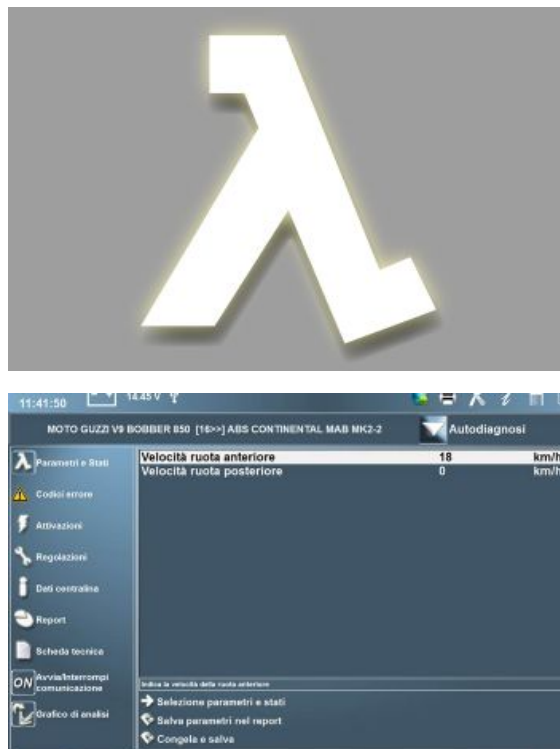 λ
11:41:50
14.45 V
MOTO GUZZI V9 BOBBER 850 [16>>] ABS CONTINENTAL MAB MK2-2
Autodiagnosi
λ Parametri e Stati
Velocità ruota anteriore 18 km/h
Velocità ruota posteriore 0 km/h
Codici errore
Attivazioni
Regolazioni
Dati centralina
Report
Scheda tecnica
ON Avvia/Interrompi
comunicazione
Grafico di analisi
Indica la velocità della ruota anteriore
Selezione parametri e stati
Salva parametri nel report
Congela e salva